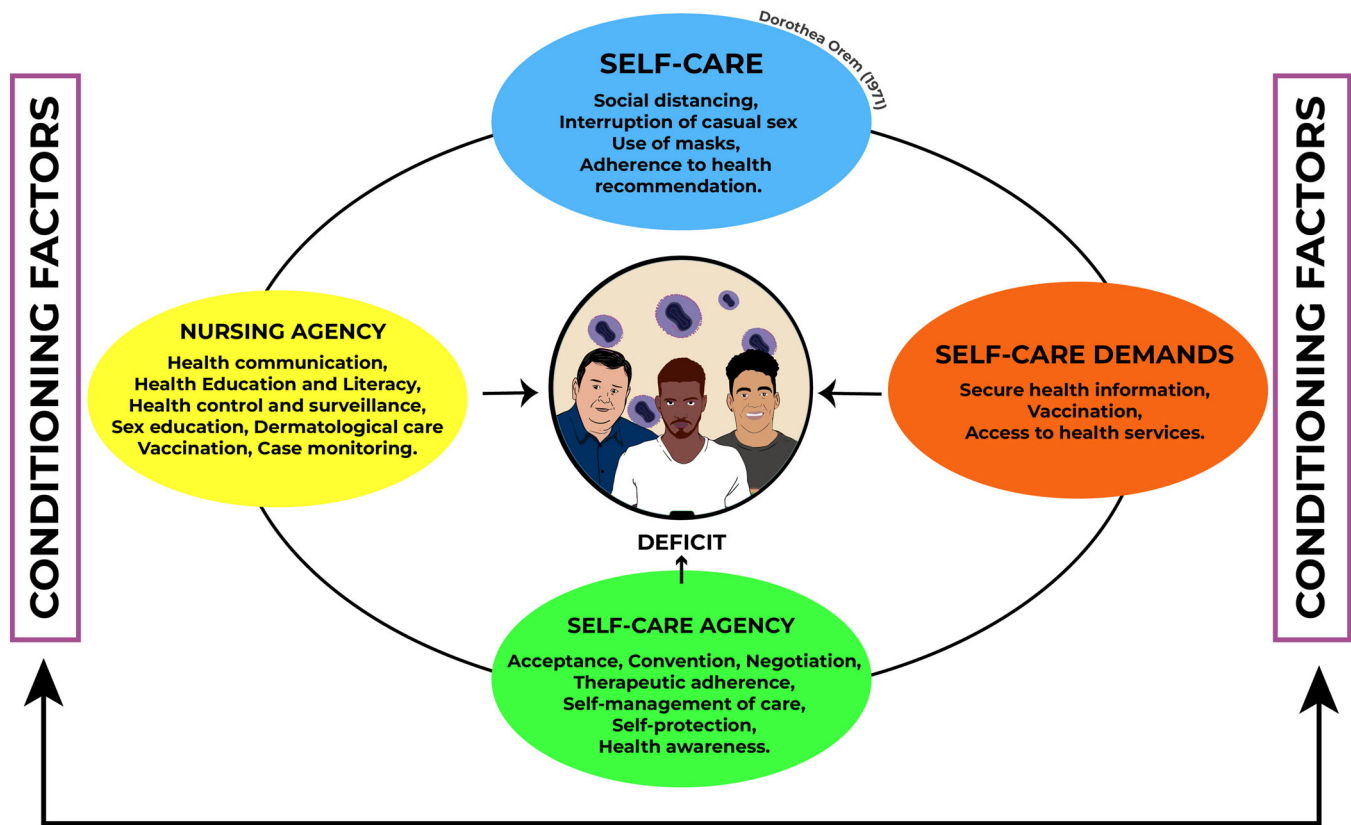 Dorothea Orem (1971)
SELF-CARE
Social distancing,
Interruption of casual sex
Use of masks,
Adherence to health
recommendation.
CONDITIONING FACTORS
NURSING AGENCY
Health communication,
Health Education and Literacy,
Health control and surveillance,
Sex education, Dermatological care
Vaccination, Case monitoring.
SELF-CARE DEMANDS
Secure health information,
Vaccination,
Access to health services.
CONDITIONING FACTORS
DEFICIT
SELF-CARE AGENCY
Acceptance, Convention, Negotiation,
Therapeutic adherence,
Self-management of care,
Self-protection,
Health awareness.